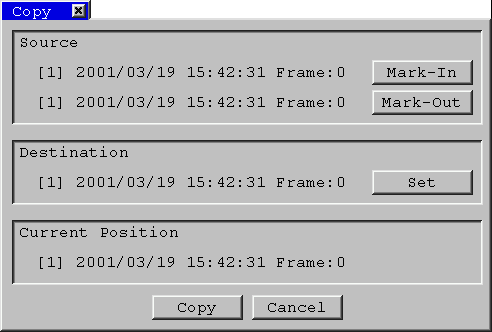 Copy
Source
[1] 2001/03/19 15:42:31 Frame:0 Mark-In
[1] 2001/03/19 15:42:31 Frame:0 Mark-Out
Destination
[1] 2001/03/19 15:42:31 Frame:0 Set
Current Position
[1] 2001/03/19 15:42:31 Frame:0
Copy Cancel